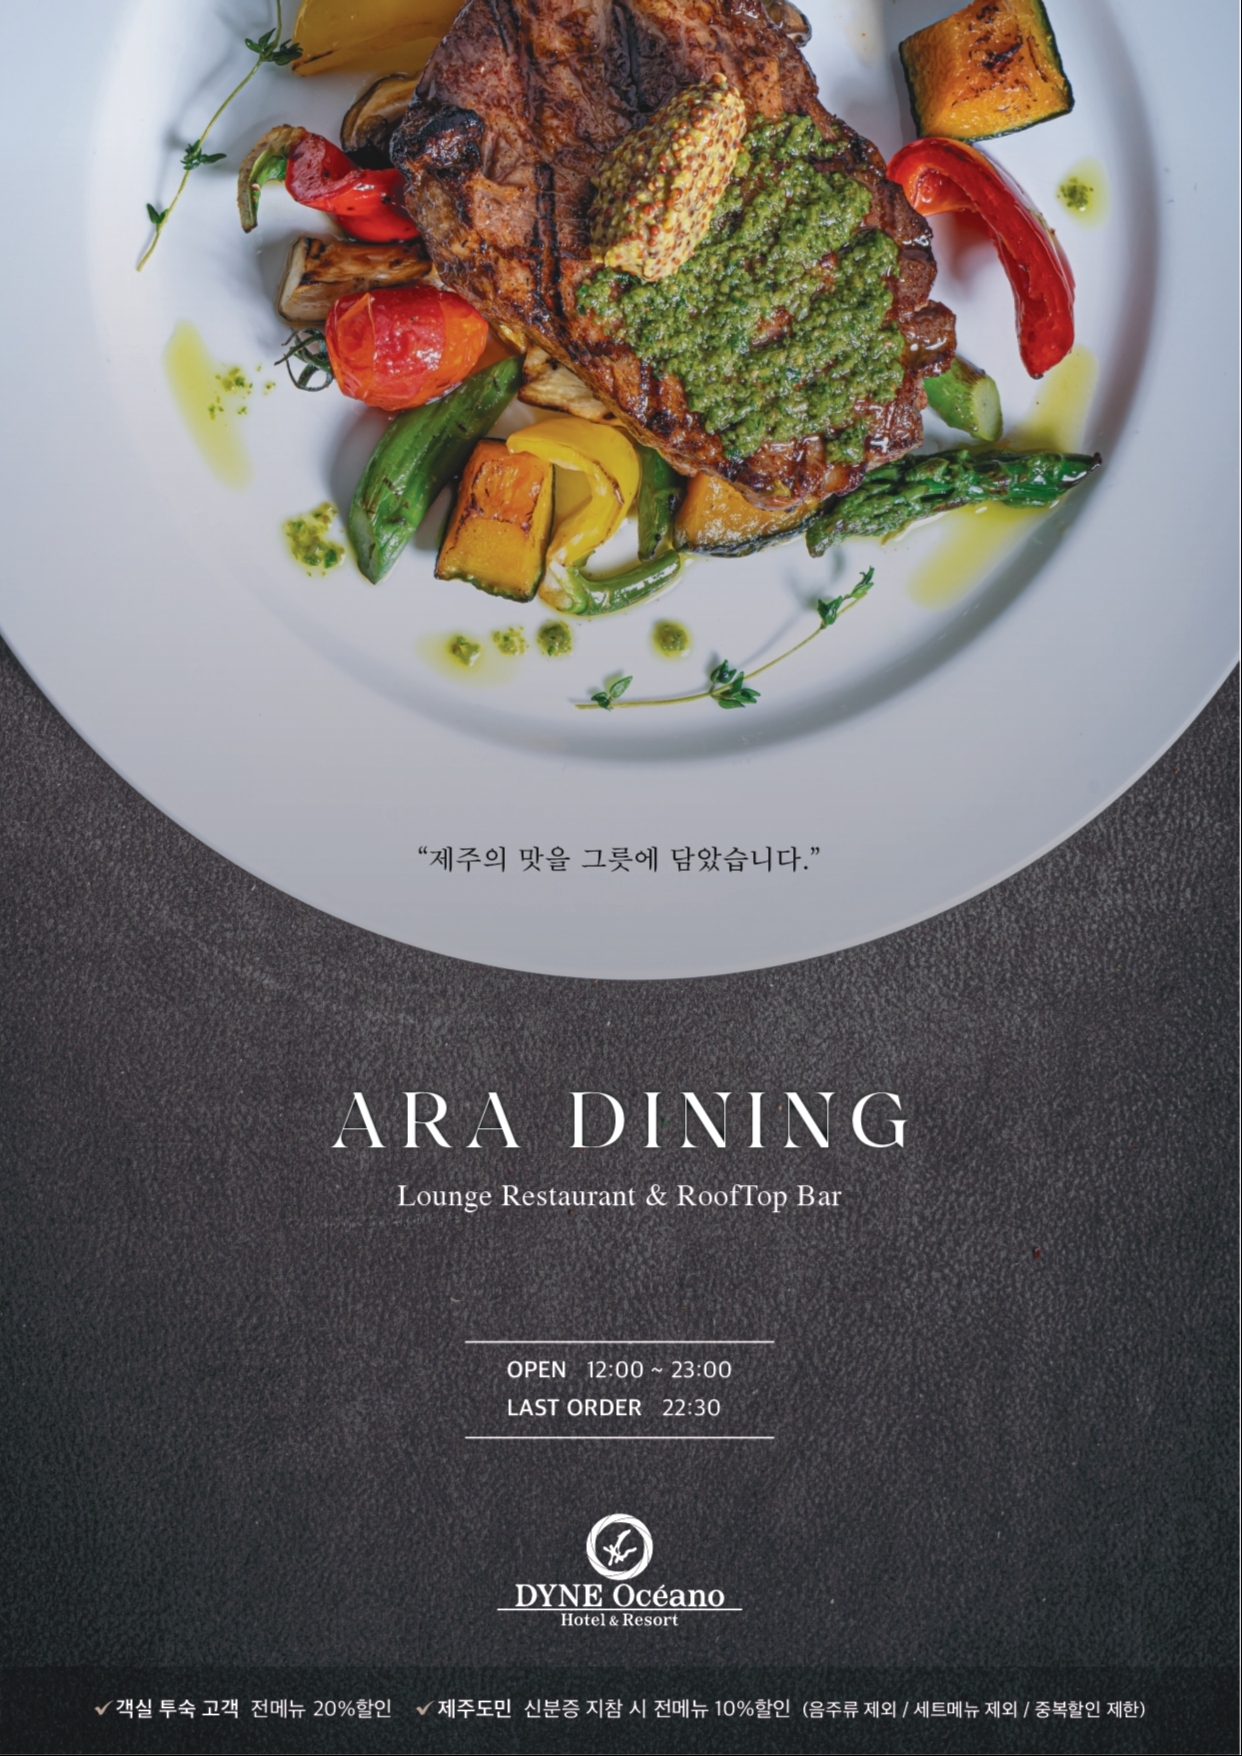 “제주의 맛을 그릇에 담았습니다.”
ARA DINING
Lounge Restaurant & RoofTop Bar
OPEN 12:00 ~ 23:00
LAST ORDER 22:30
DYNE Océano
Hotel & Resort
✓객실 투숙 고객 전메뉴 20%할인 ✓제주도민 신분증 지참 시 전메뉴 10%할인 (음주류 제외 / 세트메뉴 제외 / 중복할인 제한)